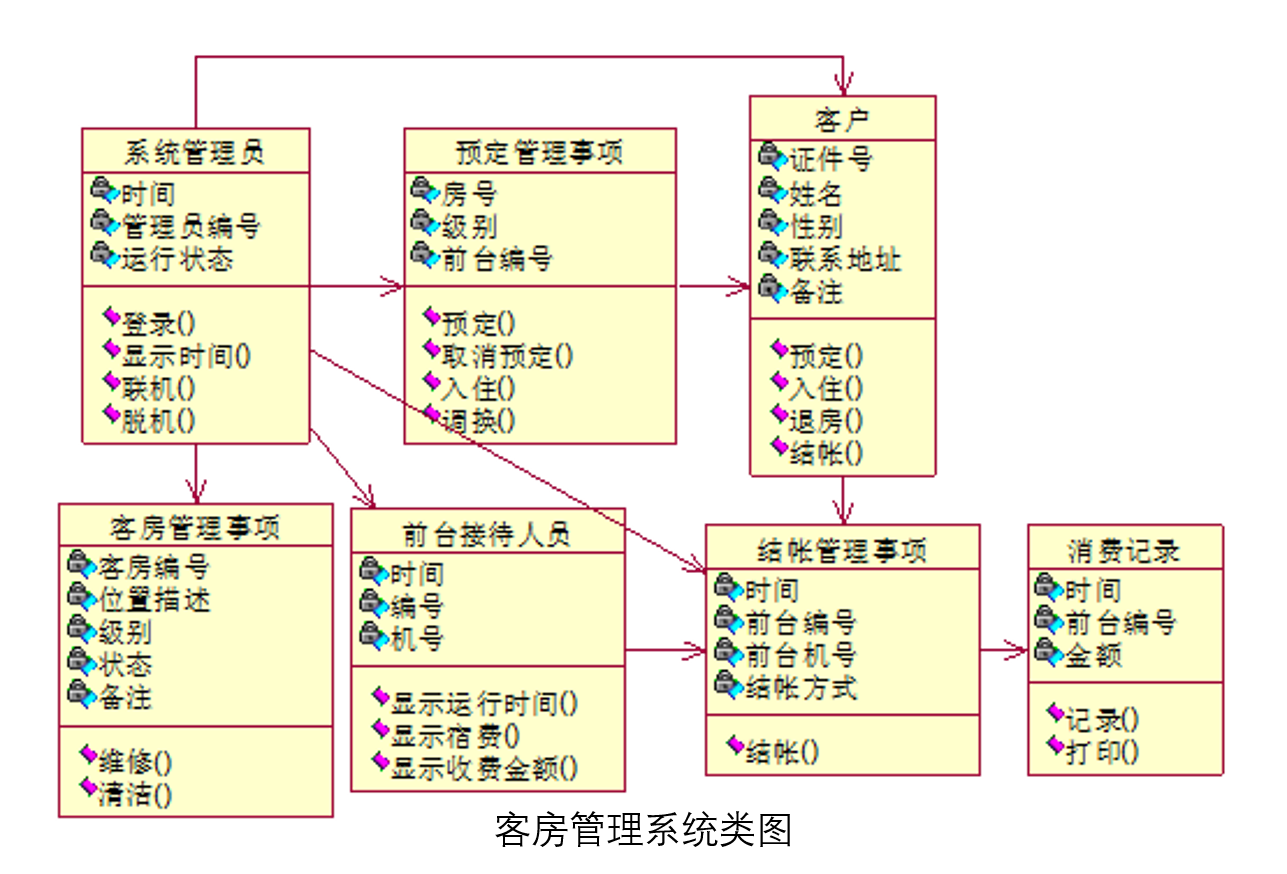 系统管理员
时间
管理员编号
运行状态
登录()
显示时间()
联机()
脱机()
预定管理事项
房号
级别
前台编号
预定()
取消预定()
入住()
调换()
客户
证件号
姓名
性别
联系地址
备注
预定()
入住()
退房()
结帐()
客房管理事项
客房编号
位置描述
级别
状态
备注
维修()
清洁()
前台接待人员
时间
编号
机号
显示运行时间()
显示宿费()
显示收费金额()
结帐管理事项
时间
前台编号
前台机号
结帐方式
结帐()
消费记录
时间
前台编号
金额
记录()
打印()
客房管理系统类图